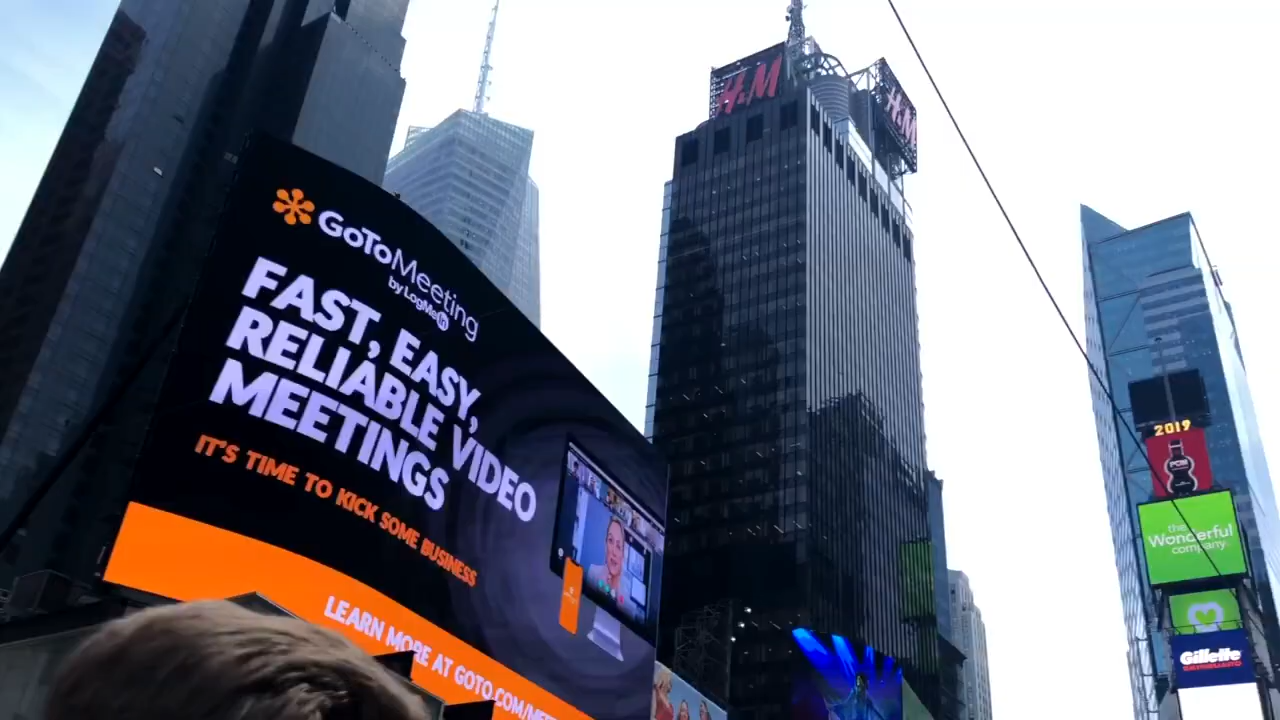 H&M
H&M
GoToMeeting
by LogMeIn
FAST, EASY,
RELIABLE VIDEO
MEETINGS
IT'S TIME TO KICK SOME BUSINESS
LEARN MORE AT GOTO.COM/
2019
POM
the
Wonderful
company
Gillette